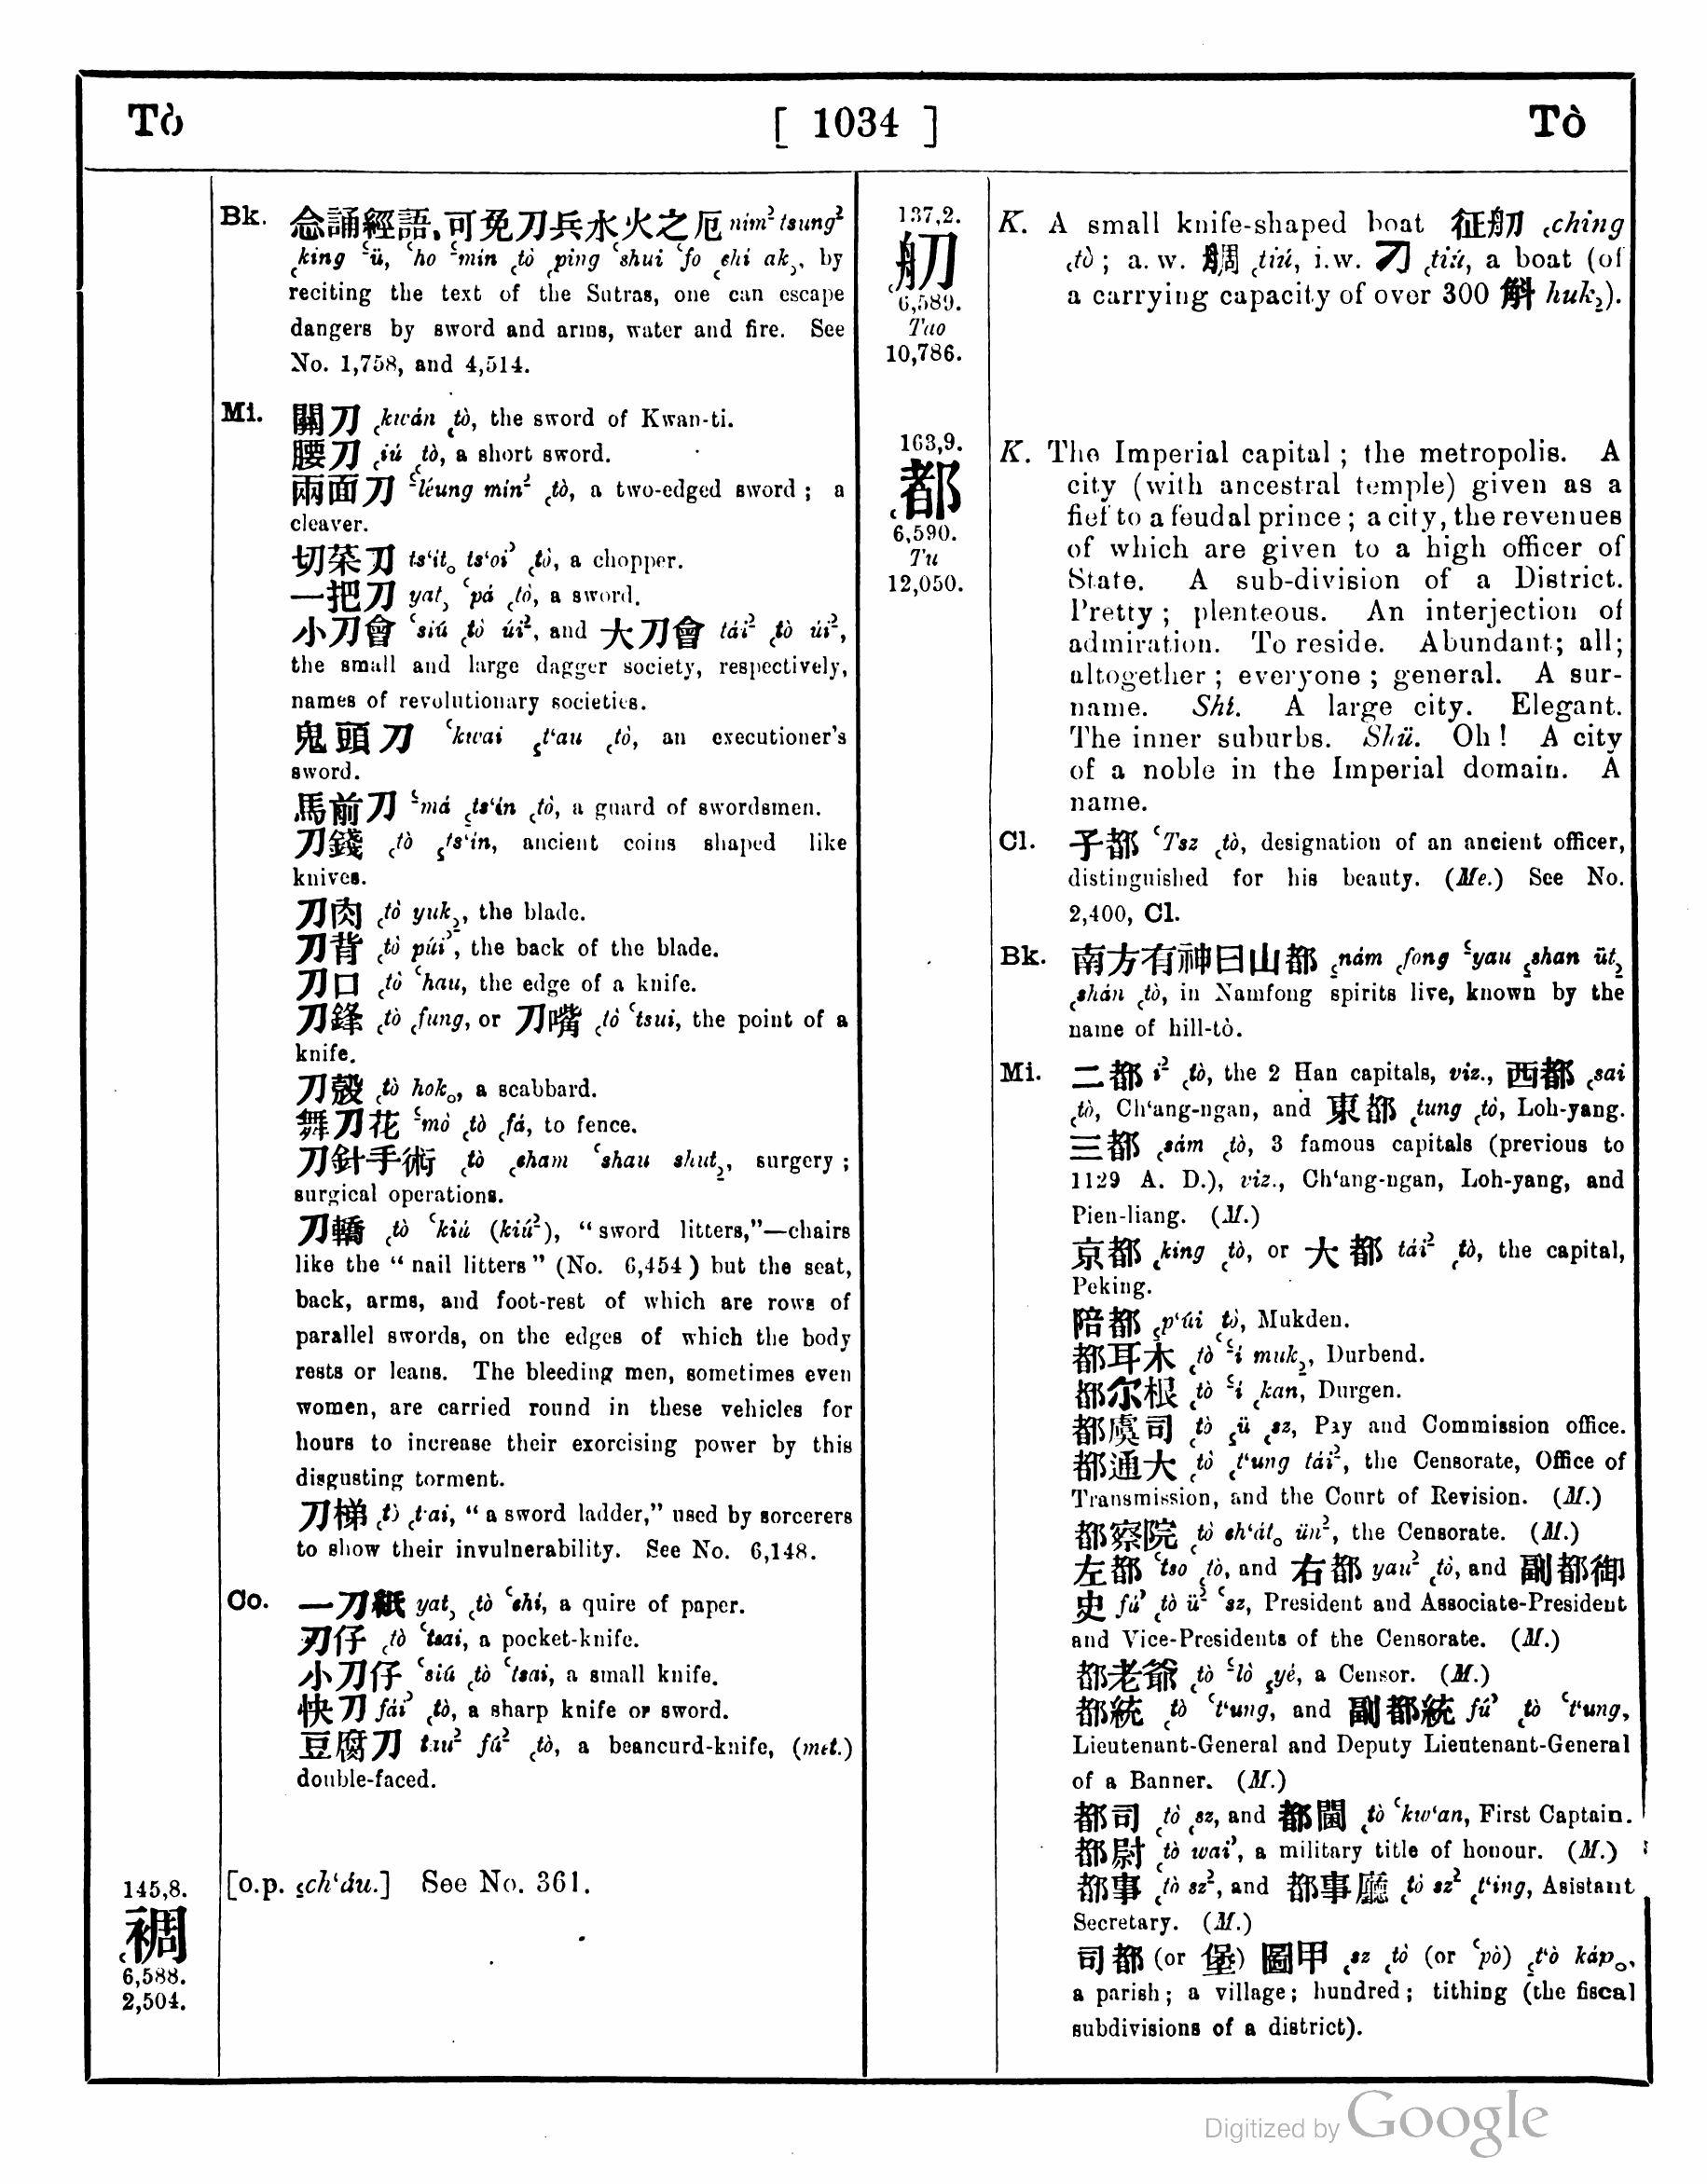 Tò [ 1034 ] Tò
Bk. 念誦經語，可免刀兵水火之厄 ním² tsung²
꜀king ꜂ü, ꜂ho ꜃mín ꜀tò ꜀ping ꜂shui ꜂fo ꜀chí ak꜆, by
reciting the text of the Sutras, one can escape
dangers by sword and arms, water and fire. See
No. 1,758, and 4,514.
Mi. 關刀 ꜀kwán ꜀tò, the sword of Kwan-ti.
腰刀 ꜀iú ꜀tò, a short sword.
兩面刀 ꜃léung mín² ꜀tò, a two-edged sword; a
cleaver.
切菜刀 ts‘it꜀ ts‘oi꜄ ꜀tò, a chopper.
一把刀 yat꜆ ꜂pá ꜀tò, a sword.
小刀會 ꜂siú ꜀tò úi², and 大刀會 tái² ꜀tò úi²,
the small and large dagger society, respectively,
names of revolutionary societies.
鬼頭刀 ꜂kwai ꜁t‘au ꜀tò, an executioner's
sword.
馬前刀 ꜃má ꜁ts‘ín ꜀tò, a guard of swordsmen.
刀錢 ꜀tò ꜁ts‘ín, ancient coins shaped like
knives.
刀肉 ꜀tò yuk꜇, the blade.
刀背 ꜀tò púi꜄, the back of the blade.
刀口 ꜀tò ꜂hau, the edge of a knife.
刀鋒 ꜀tò ꜀fung, or 刀嘴 ꜀tò ꜂tsui, the point of a
knife.
刀殼 ꜀tò hok꜀, a scabbard.
舞刀花 ꜃mò ꜀tò ꜀fá, to fence.
刀針手術 ꜀tò ꜀sham ꜂shau shut꜇, surgery;
surgical operations.
刀轎 ꜀tò ꜂kiú (kiú²), “sword litters,”—chairs
like the “nail litters” (No. 6,454) but the seat,
back, arms, and foot-rest of which are rows of
parallel swords, on the edges of which the body
rests or leans. The bleeding men, sometimes even
women, are carried round in these vehicles for
hours to increase their exorcising power by this
disgusting torment.
刀梯 ꜀tò ꜀t‘ai, “a sword ladder,” used by sorcerers
to show their invulnerability. See No. 6,148.
Co. 一刀紙 yat꜆ ꜀tò ꜂chí, a quire of paper.
刀仔 ꜀tò ꜂tsai, a pocket-knife.
小刀仔 ꜂siú ꜀tò ꜂tsai, a small knife.
快刀 fái꜄ ꜀tò, a sharp knife or sword.
豆腐刀 tau² fú² ꜀tò, a beancurd-knife, (met.)
double-faced.
145,8.
裯
6,588.
2,504.
[o.p. ꜁ch‘áu.] See No. 361.
137,2.
舠
6,589.
Tao
10,786.
K. A small knife-shaped boat 征舠 ꜀ching
꜀tò; a. w. 鵰 ꜀tiú, i.w. 刁 ꜀tiú, a boat (of
a carrying capacity of over 300 斛 huk꜇).
163,9.
都
6,590.
Tu
12,050.
K. The Imperial capital; the metropolis. A
city (with ancestral temple) given as a
fief to a feudal prince; a city, the revenues
of which are given to a high officer of
State. A sub-division of a District.
Pretty; plenteous. An interjection of
admiration. To reside. Abundant; all;
altogether; everyone; general. A sur-
name. Shí. A large city. Elegant.
The inner suburbs. Shü. Oh! A city
of a noble in the Imperial domain. A
name.
Cl. 子都 ꜂Tsz ꜀tò, designation of an ancient officer,
distinguished for his beauty. (Me.) See No.
2,400, Cl.
Bk. 南方有神曰山都 ꜁nám ꜀fong ꜃yau ꜁shan üt꜇
꜀shán ꜀tò, in Namfong spirits live, known by the
name of hill-tò.
Mi. 二都 í² ꜀tò, the 2 Han capitals, viz., 西都 ꜀sai
꜀tò, Ch‘ang-ngan, and 東都 ꜀tung ꜀tò, Loh-yang.
三都 ꜀sám ꜀tò, 3 famous capitals (previous to
1129 A. D.), viz., Ch‘ang-ngan, Loh-yang, and
Pien-liang. (M.)
京都 ꜀king ꜀tò, or 大都 tái² ꜀tò, the capital,
Peking.
陪都 ꜁p‘úi tò, Mukden.
都耳木 ꜀tò ꜃í muk꜇, Durbend.
都尔根 ꜀tò ꜃í ꜀kan, Durgen.
都虞司 ꜀tò ꜁ü ꜀sz, Pay and Commission office.
都通大 ꜀tò ꜀t‘ung tái², the Censorate, Office of
Transmission, and the Court of Revision. (M.)
都察院 ꜀tò ch‘át꜀ ün², the Censorate. (M.)
左都 ꜂tso ꜀tò, and 右都 yau² ꜀tò, and 副都御
史 fú꜄ ꜀tò ü² ꜂sz, President and Associate-President
and Vice-Presidents of the Censorate. (M.)
都老爺 ꜀tò ꜃lò ꜁yé, a Censor. (M.)
都統 ꜀tò ꜂t‘ung, and 副都統 fú꜄ ꜀tò ꜂t‘ung,
Lieutenant-General and Deputy Lieutenant-General
of a Banner. (M.)
都司 ꜀tò ꜀sz, and 都閫 ꜀tò ꜂kw‘an, First Captain.
都尉 ꜀tò wai꜄, a military title of honour. (M.)
都事 ꜀tò sz², and 都事廳 ꜀tò sz² ꜀t‘ing, Asistant
Secretary. (M.)
司都 (or 堡) 圖甲 ꜀sz ꜀tò (or ꜂pò) ꜁t‘ò káp꜀,
a parish; a village; hundred; tithing (the fiscal
subdivisions of a district).
Digitized by Google